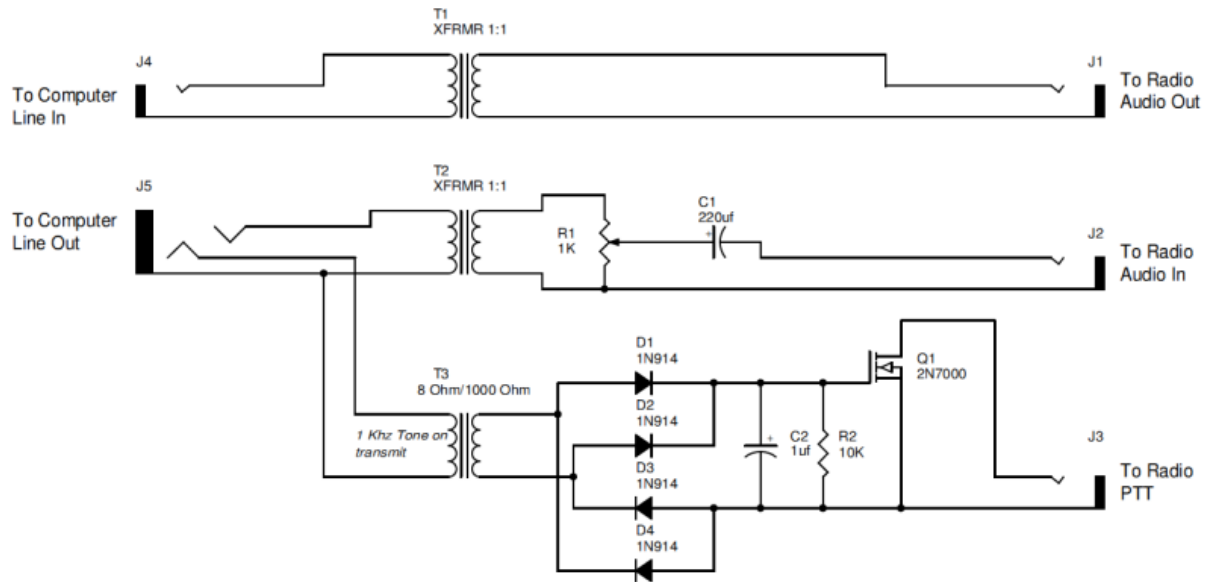 T1
XFRMR 1:1
J4
J1
To Computer
Line In
To Radio
Audio Out
T2
XFRMR 1:1
J5
To Computer
Line Out
C1
220uf
+
R1
1K
J2
To Radio
Audio In
D1
1N914
Q1
2N7000
T3
8 Ohm/1000 Ohm
D2
1N914
1 Khz Tone on
transmit
+
C2
1uf
R2
10K
J3
D3
1N914
To Radio
PTT
D4
1N914